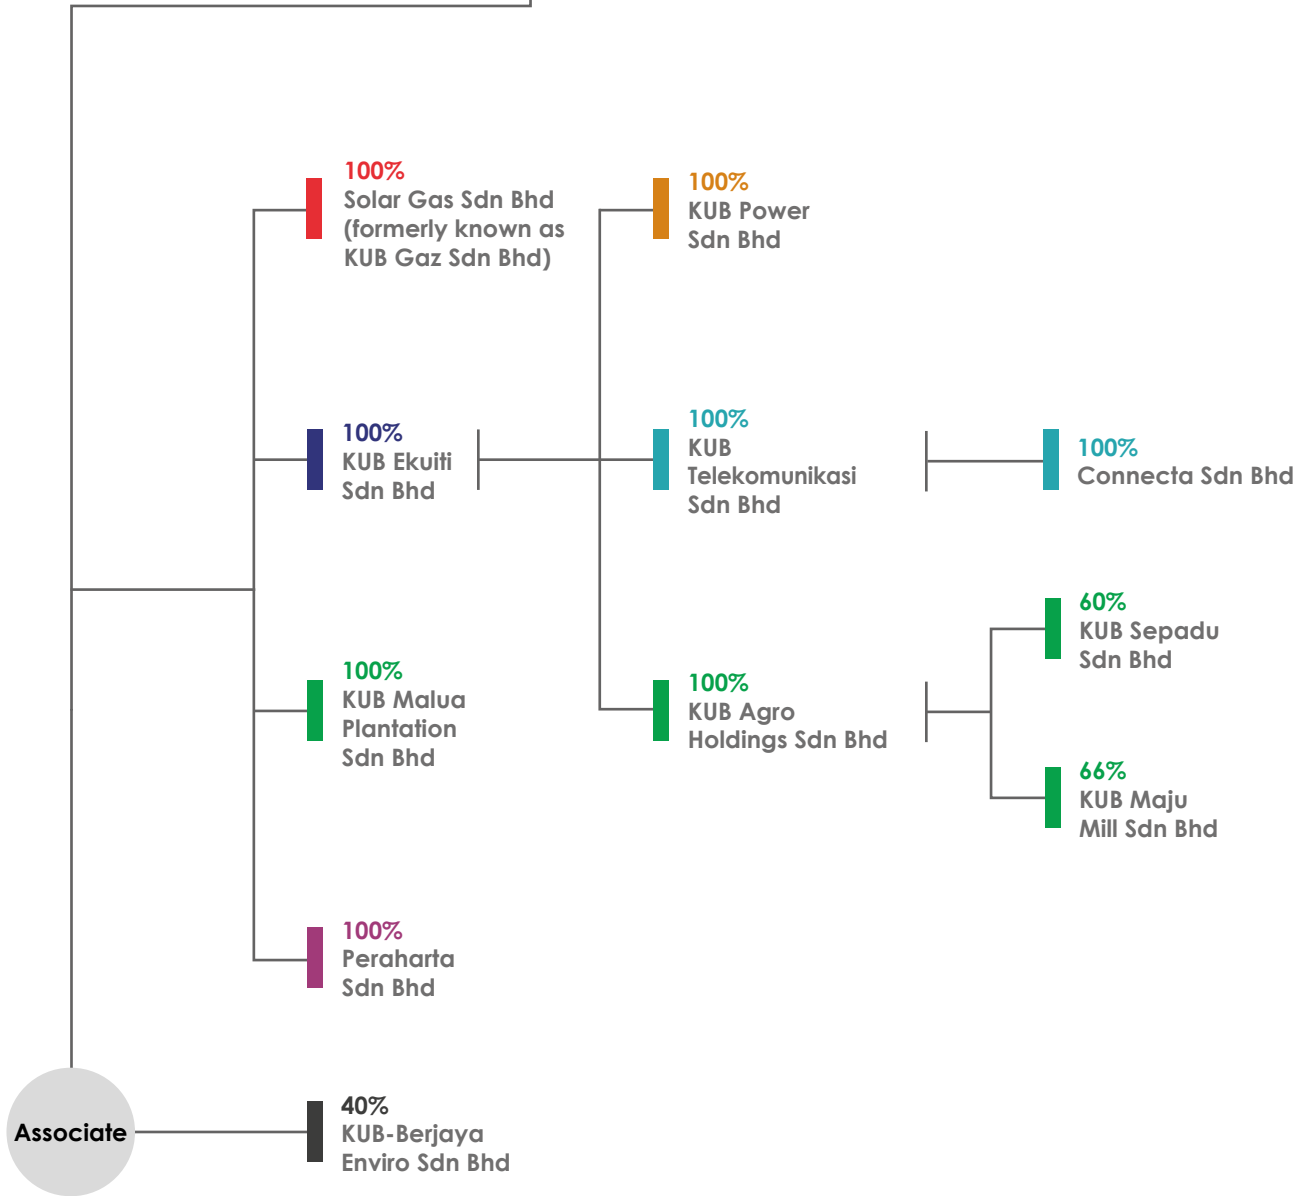 100%
Solar Gas Sdn Bhd
(formerly known as
KUB Gaz Sdn Bhd)
100%
KUB Power
Sdn Bhd
100%
KUB Ekuiti
Sdn Bhd
100%
KUB
Telekomunikasi
Sdn Bhd
100%
Connecta Sdn Bhd
100%
KUB Malua
Plantation
Sdn Bhd
100%
KUB Agro
Holdings Sdn Bhd
60%
KUB Sepadu
Sdn Bhd
66%
KUB Maju
Mill Sdn Bhd
100%
Peraharta
Sdn Bhd
Associate
40%
KUB-Berjaya
Enviro Sdn Bhd